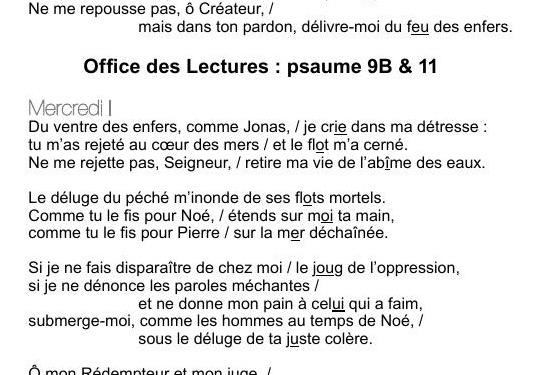 Ne me repousse pas, ô Créateur, /
mais dans ton pardon, délivre-moi du feu des enfers.
Office des Lectures : psaume 9B & 11
Mercredi I
Du ventre des enfers, comme Jonas, / je crie dans ma détresse :
tu m'as rejeté au cœur des mers / et le flot m'a cerné.
Ne me rejette pas, Seigneur, / retire ma vie de l'abîme des eaux.
Le déluge du péché m'inonde de ses flots mortels.
Comme tu le fis pour Noé, / étends sur moi ta main,
comme tu le fis pour Pierre / sur la mer déchaînée.
Si je ne fais disparaître de chez moi / le joug de l'oppression,
si je ne dénonce les paroles méchantes /
et ne donne mon pain à celui qui a faim,
submerge-moi, comme les hommes au temps de Noé, /
sous le déluge de ta juste colère.
Ô mon Rédempteur et mon juge, /